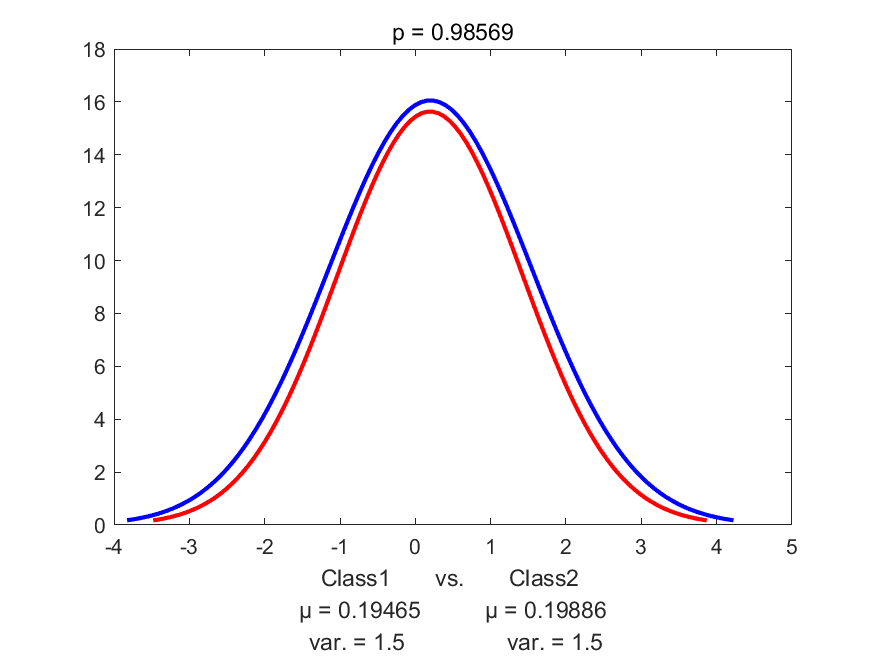 p = 0.98569
18
16
14
12
10
8
6
4
2
0
-4 -3 -2 -1 0 1 2 3 4 5
Class1 vs. Class2
μ = 0.19465 μ = 0.19886
var. = 1.5 var. = 1.5